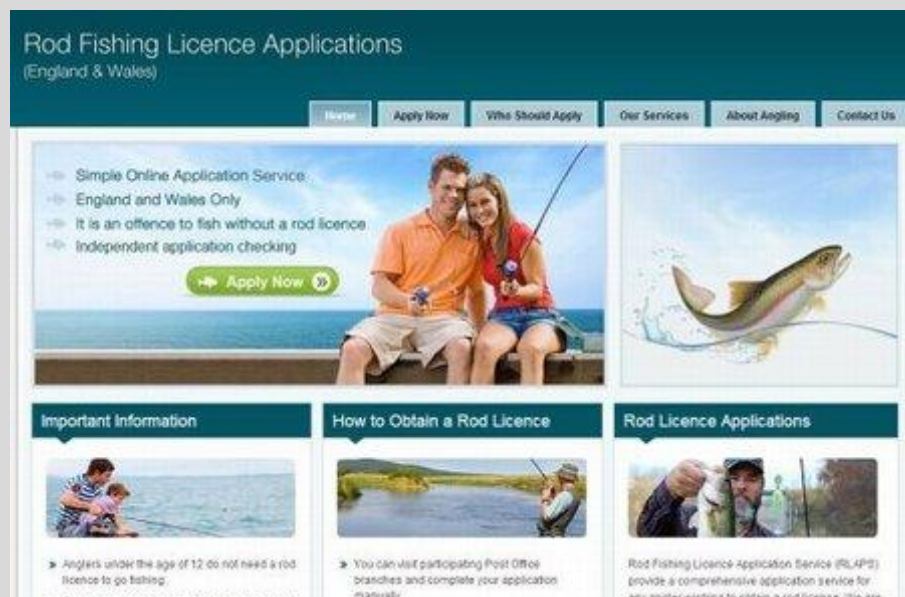 Rod Fishing Licence Applications
(England & Wales)
Home
Apply Now
Who Should Apply
Our Services
About Angling
Contact Us
Simple Online Application Service
England and Wales Only
It is an offence to fish without a rod licence
Independent application checking
Apply Now
Important Information
Anglers under the age of 12 do not need a rod
licence to go fishing.
How to Obtain a Rod Licence
You can visit participating Post Office
branches and complete your application
manually
Rod Licence Applications
Rod Fishing Licence Application Service (RLAPS)
provide a comprehensive application service for